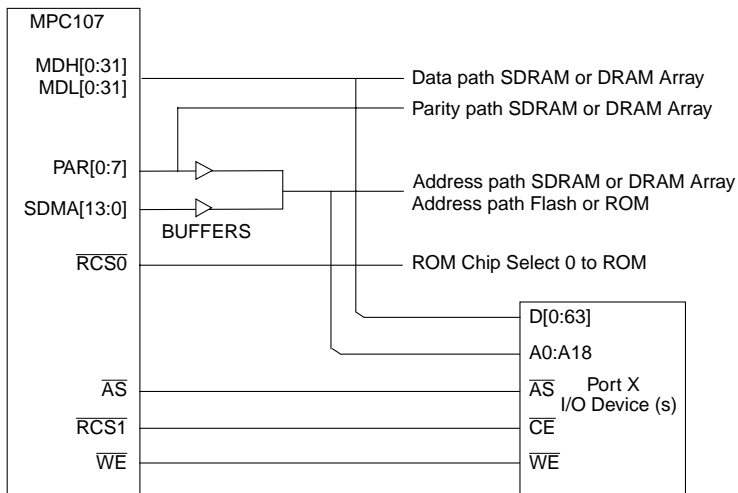 MPC107
MDH[0:31]
MDL[0:31]
Data path SDRAM or DRAM Array
Parity path SDRAM or DRAM Array
PAR[0:7]
Address path SDRAM or DRAM Array
SDMA[13:0]
Address path Flash or ROM
BUFFERS
RCS0
ROM Chip Select 0 to ROM
D[0:63]
A0:A18
AS
AS
Port X
I/O Device (s)
RCS1
CE
WE
WE